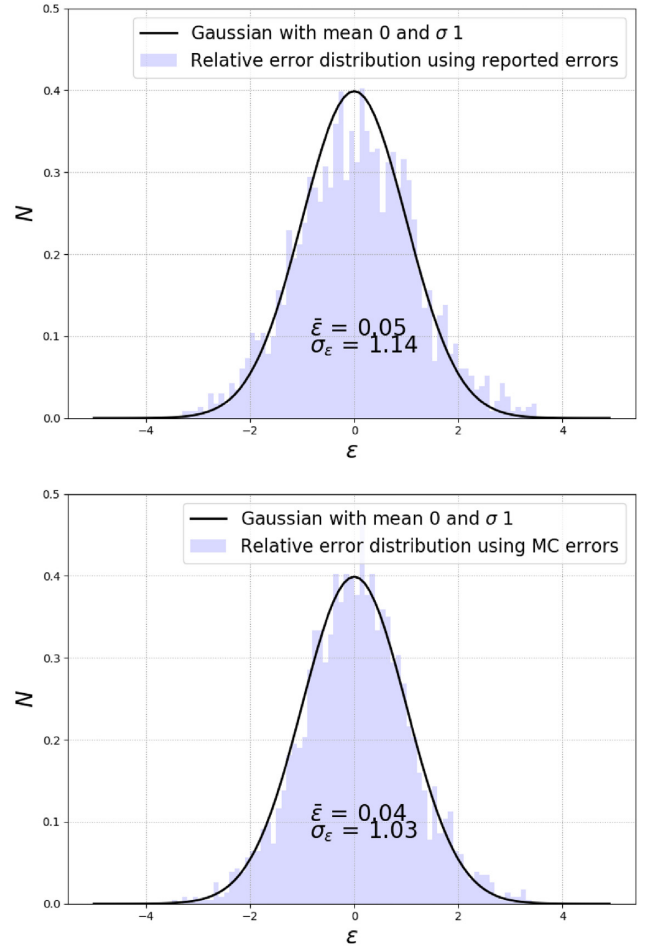 0.5
Gaussian with mean 0 and σ 1
Relative error distribution using reported errors
0.4
0.3
N
0.2
ε̄ = 0.05
0.1
σε = 1.14
0.0
−4 −2 0 2 4
ε
0.5
Gaussian with mean 0 and σ 1
Relative error distribution using MC errors
0.4
0.3
N
0.2
ε̄ = 0.04
0.1
σε = 1.03
0.0
−4 −2 0 2 4
ε